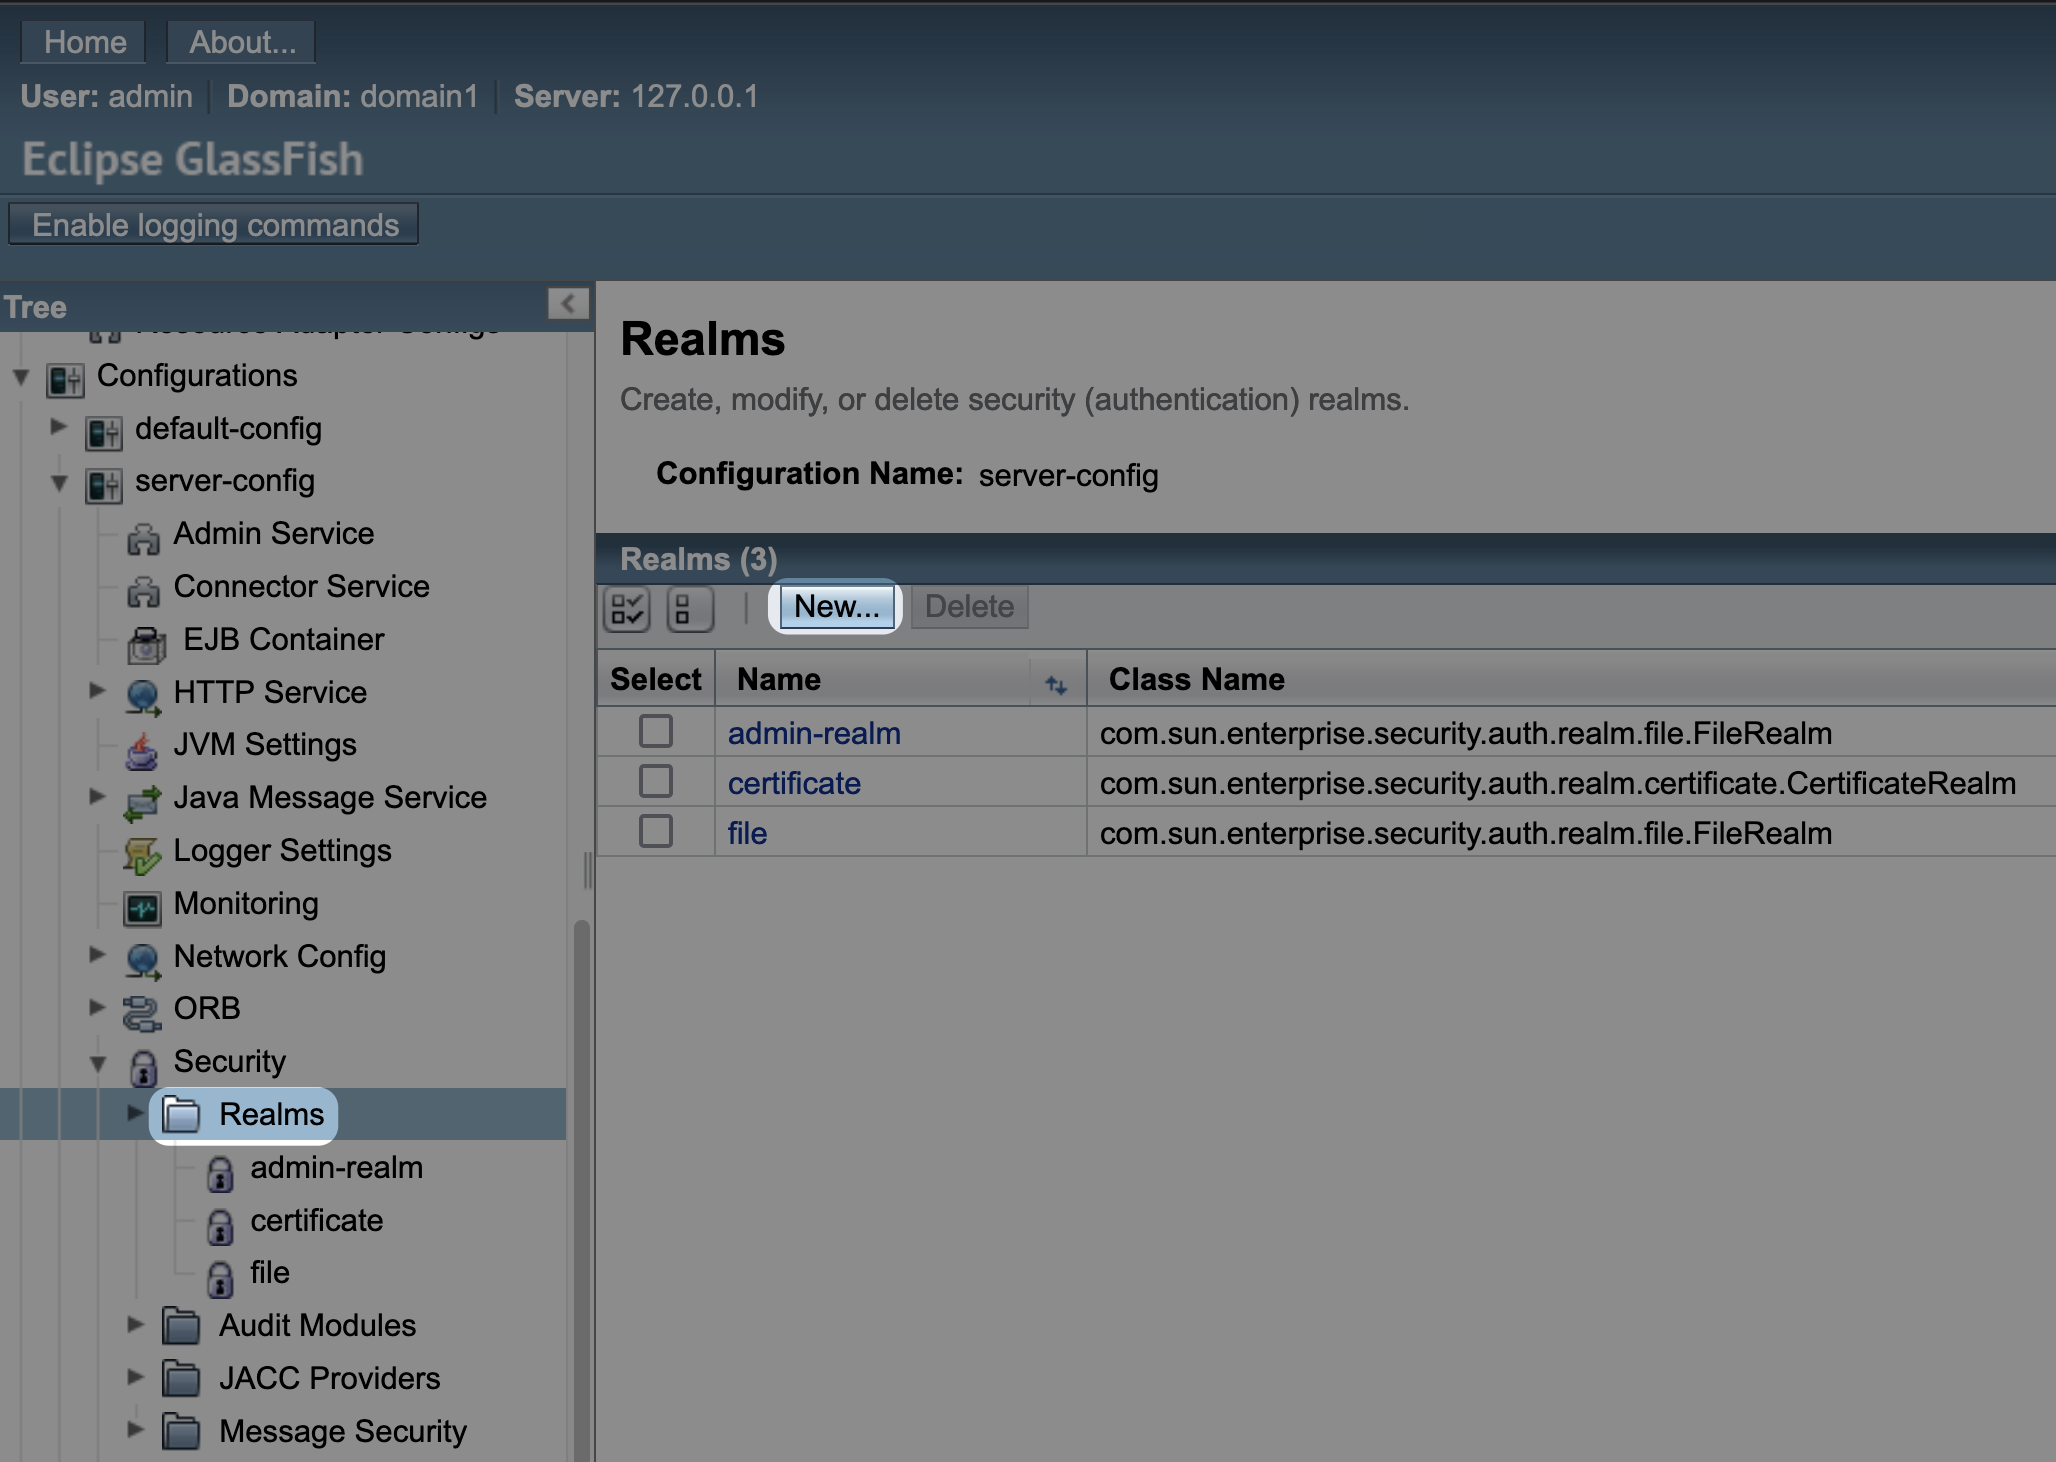 Home About...
User: admin Domain: domain1 Server: 127.0.0.1
Eclipse GlassFish
Enable logging commands
Tree
Configurations
default-config
server-config
Admin Service
Connector Service
EJB Container
HTTP Service
JVM Settings
Java Message Service
Logger Settings
Monitoring
Network Config
ORB
Security
Realms
admin-realm
certificate
file
Audit Modules
JACC Providers
Message Security
Realms
Create, modify, or delete security (authentication) realms.
Configuration Name: server-config
Realms (3)
New... Delete
Select Name Class Name
admin-realm com.sun.enterprise.security.auth.realm.file.FileRealm
certificate com.sun.enterprise.security.auth.realm.certificate.CertificateRealm
file com.sun.enterprise.security.auth.realm.file.FileRealm